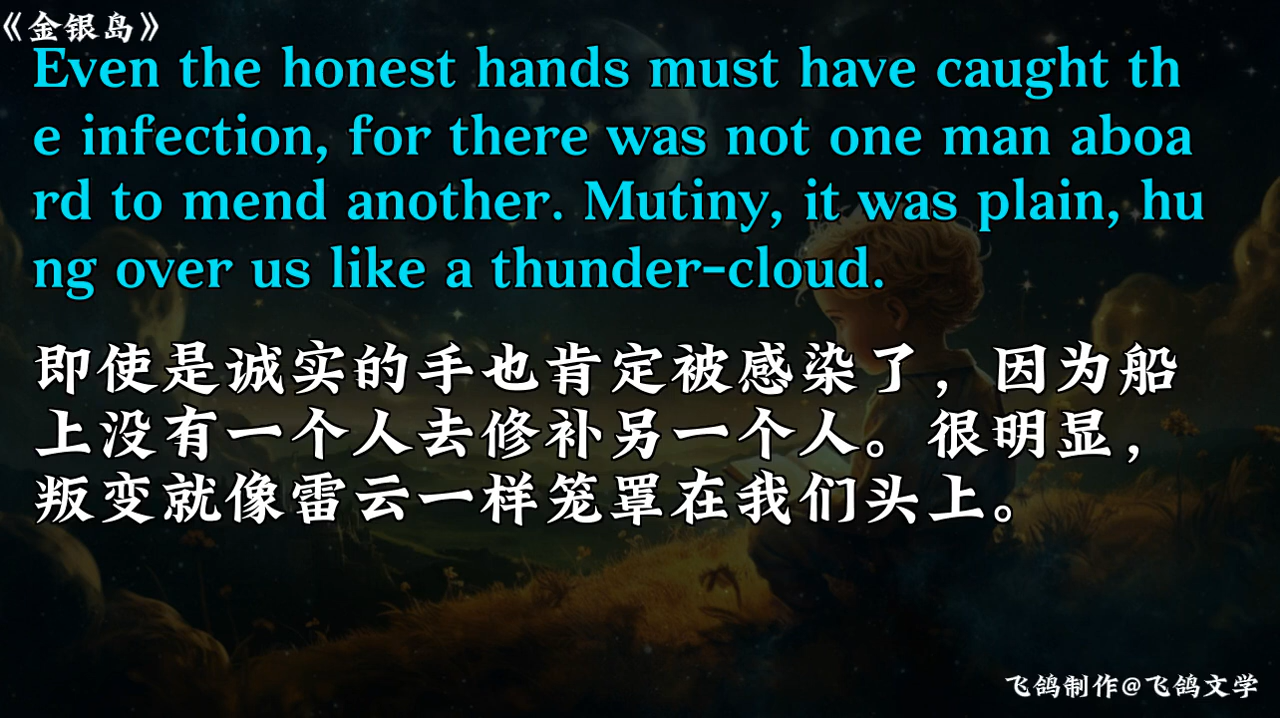 《金银岛》
Even the honest hands must have caught th
e infection, for there was not one man aboa
rd to mend another. Mutiny, it was plain, hu
ng over us like a thunder-cloud.
即使是诚实的手也肯定被感染了，因为船
上没有一个人去修补另一个人。很明显，
叛变就像雷云一样笼罩在我们头上。
飞鸽制作@飞鸽文学